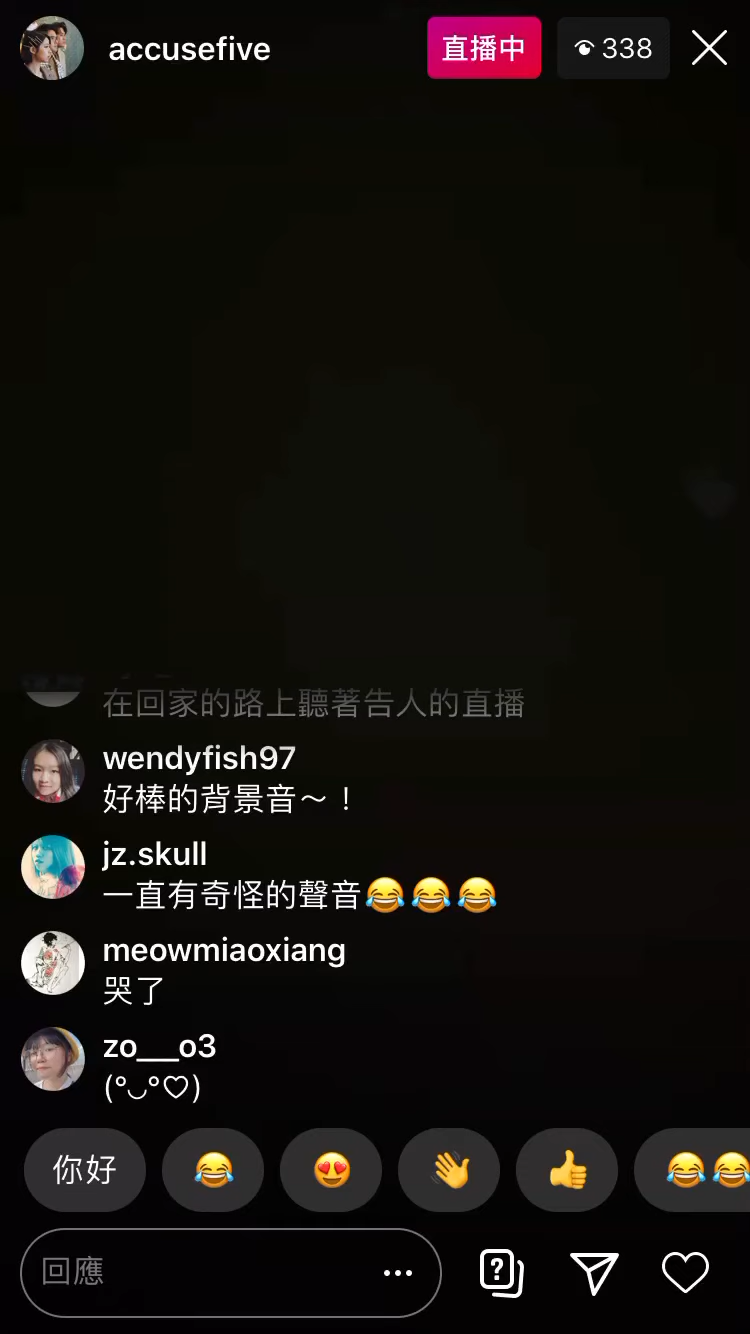 accusefive
直播中
338
在回家的路上聽著告人的直播
wendyfish97
好棒的背景音～！
jz.skull
一直有奇怪的聲音😂😂😂
meowmiaoxiang
哭了
zo___o3
(°◡°♡)
你好 😂 😍 👋 👍 😂😂
回應